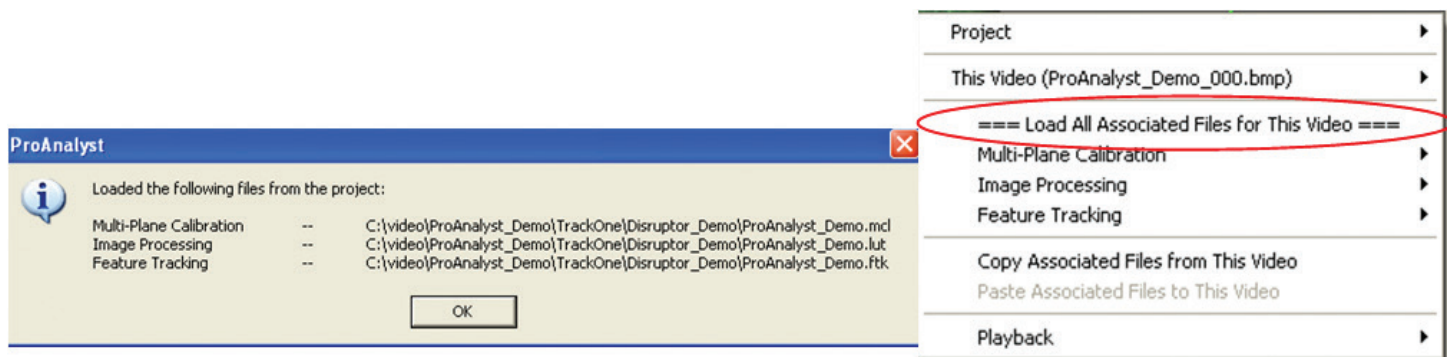 ProAnalyst
Loaded the following files from the project:
Multi-Plane Calibration -- C:\video\ProAnalyst_Demo\TrackOne\Disruptor_Demo\ProAnalyst_Demo.mcl
Image Processing -- C:\video\ProAnalyst_Demo\TrackOne\Disruptor_Demo\ProAnalyst_Demo.lut
Feature Tracking -- C:\video\ProAnalyst_Demo\TrackOne\Disruptor_Demo\ProAnalyst_Demo.ftk
OK
Project
This Video (ProAnalyst_Demo_000.bmp)
=== Load All Associated Files for This Video ===
Multi-Plane Calibration
Image Processing
Feature Tracking
Copy Associated Files from This Video
Paste Associated Files to This Video
Playback